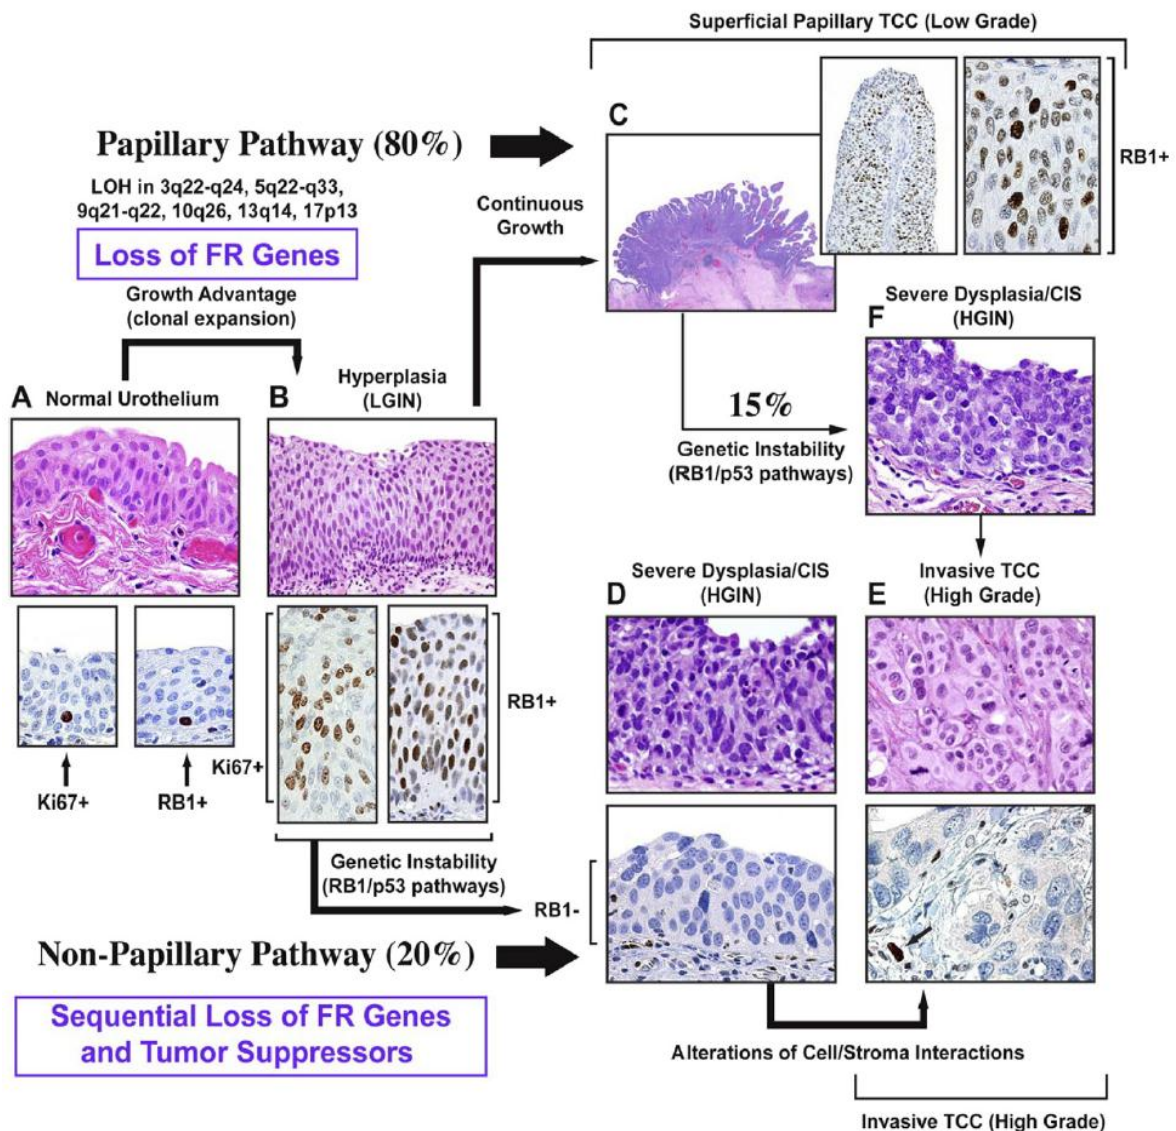 Superficial Papillary TCC (Low Grade)
Papillary Pathway (80%)
LOH in 3q22-q24, 5q22-q33,
9q21-q22, 10q26, 13q14, 17p13
Loss of FR Genes
Growth Advantage
(clonal expansion)
Continuous
Growth
C
RB1+
A
Normal Urothelium
B
Hyperplasia
(LGIN)
Severe Dysplasia/CIS
F
(HGIN)
15%
Genetic Instability
(RB1/p53 pathways)
Ki67+
RB1+
Ki67+
RB1+
Severe Dysplasia/CIS
D
(HGIN)
Invasive TCC
E
(High Grade)
Genetic Instability
(RB1/p53 pathways)
RB1-
Non-Papillary Pathway (20%)
Sequential Loss of FR Genes
and Tumor Suppressors
Alterations of Cell/Stroma Interactions
Invasive TCC (High Grade)